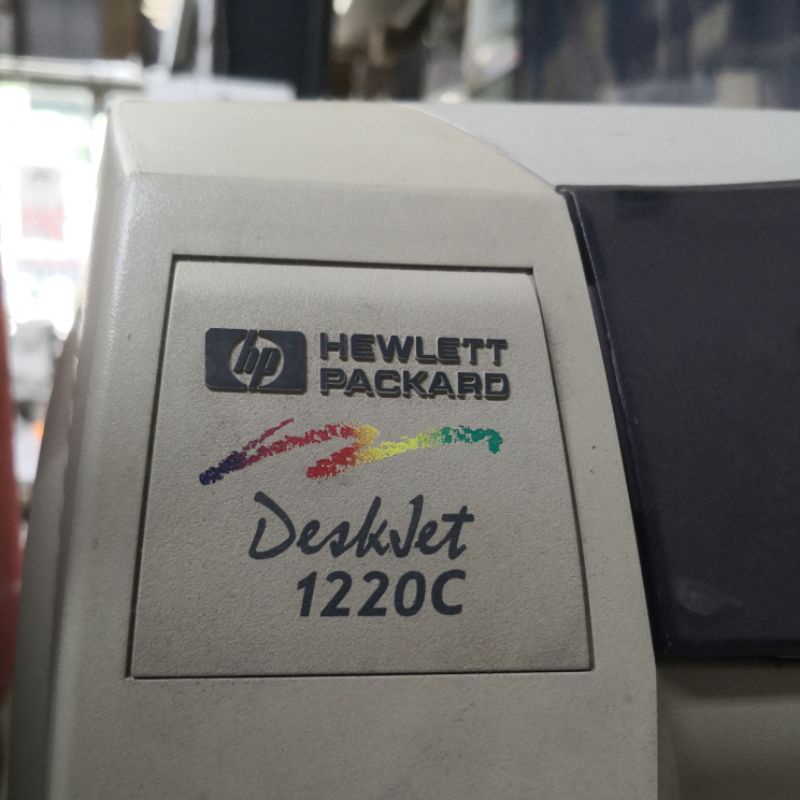 hp HEWLETT
PACKARD
DeskJet
1220C